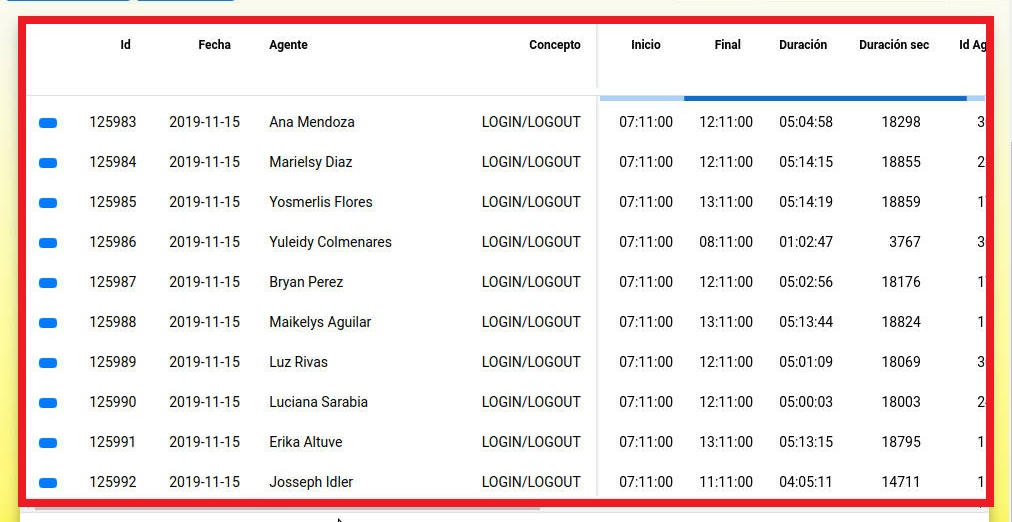 Id Fecha Agente Concepto Inicio Final Duración Duración sec Id Ag
125983 2019-11-15 Ana Mendoza LOGIN/LOGOUT 07:11:00 12:11:00 05:04:58 18298 3
125984 2019-11-15 Marielsy Diaz LOGIN/LOGOUT 07:11:00 12:11:00 05:14:15 18855 2
125985 2019-11-15 Yosmerlis Flores LOGIN/LOGOUT 07:11:00 13:11:00 05:14:19 18859 1
125986 2019-11-15 Yuleidy Colmenares LOGIN/LOGOUT 07:11:00 08:11:00 01:02:47 3767 3
125987 2019-11-15 Bryan Perez LOGIN/LOGOUT 07:11:00 12:11:00 05:02:56 18176 1
125988 2019-11-15 Maikelys Aguilar LOGIN/LOGOUT 07:11:00 13:11:00 05:13:44 18824 1
125989 2019-11-15 Luz Rivas LOGIN/LOGOUT 07:11:00 12:11:00 05:01:09 18069 3
125990 2019-11-15 Luciana Sarabia LOGIN/LOGOUT 07:11:00 12:11:00 05:00:03 18003 2
125991 2019-11-15 Erika Altuve LOGIN/LOGOUT 07:11:00 13:11:00 05:13:15 18795 1
125992 2019-11-15 Josseph Idler LOGIN/LOGOUT 07:11:00 11:11:00 04:05:11 14711 1